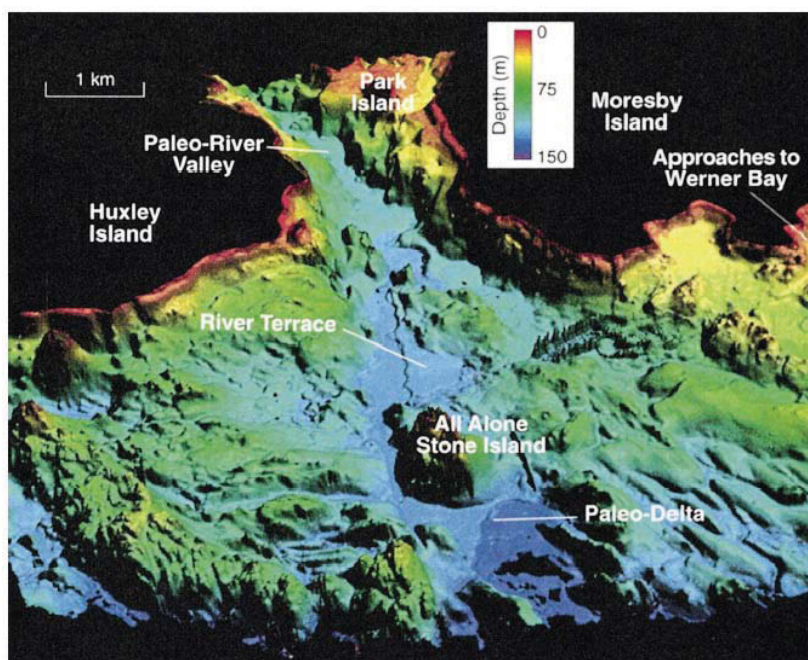 0
1 km
Park
Island
Depth (m)
75
Moresby
Island
Paleo-River
Valley
150
Approaches to
Werner Bay
Huxley
Island
River Terrace
All Alone
Stone Island
Paleo-Delta